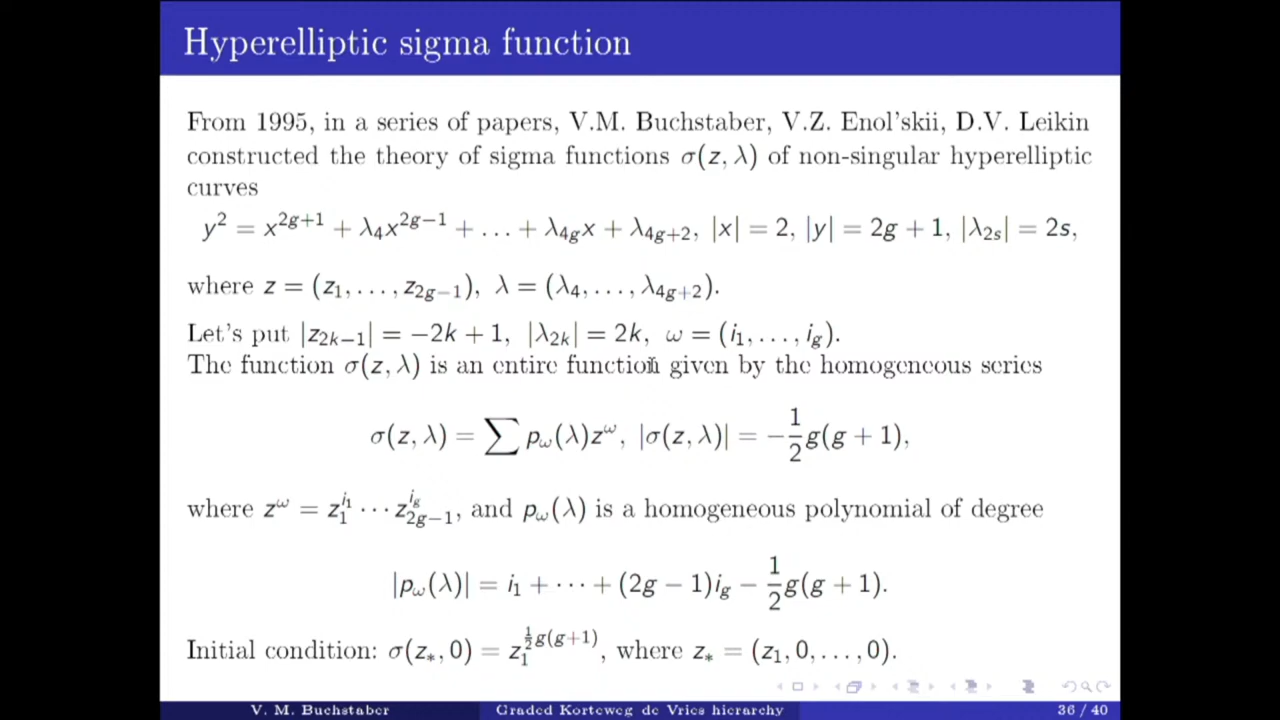 Hyperelliptic sigma function
From 1995, in a series of papers, V.M. Buchstaber, V.Z. Enol'skii, D.V. Leikin
constructed the theory of sigma functions σ(z, λ) of non-singular hyperelliptic
curves
y² = x^{2g+1} + λ₄x^{2g−1} + … + λ_{4g}x + λ_{4g+2}, |x| = 2, |y| = 2g + 1, |λ_{2s}| = 2s,
where z = (z₁, …, z_{2g−1}), λ = (λ₄, …, λ_{4g+2}).
Let's put |z_{2k−1}| = −2k + 1, |λ_{2k}| = 2k, ω = (i₁, …, i_g).
The function σ(z, λ) is an entire function given by the homogeneous series
σ(z, λ) = ∑ p_ω(λ)z^ω, |σ(z, λ)| = −\frac{1}{2}g(g + 1),
where z^ω = z₁^{i₁} ⋯ z_{2g−1}^{i_g}, and p_ω(λ) is a homogeneous polynomial of degree
|p_ω(λ)| = i₁ + ⋯ + (2g − 1)i_g − \frac{1}{2}g(g + 1).
Initial condition: σ(z_*, 0) = z₁^{\frac{1}{2}g(g+1)}, where z_* = (z₁, 0, …, 0).
V. M. Buchstaber Graded Korteweg de Vries hierarchy 36 / 40